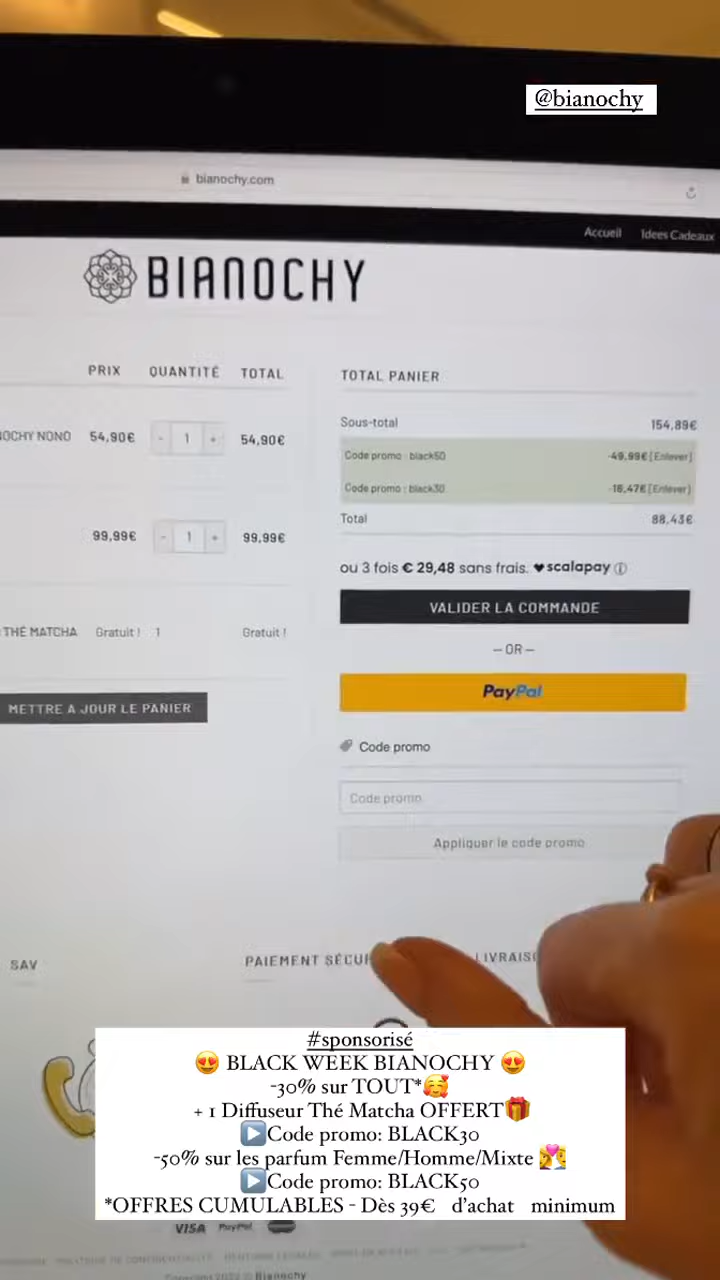 @bianochy
bianochy.com
Accueil Idees Cadeaux
BIANOCHY
PRIX QUANTITÉ TOTAL
TOTAL PANIER
Sous-total 154,89€
NOCHY NONO 54,90€ - 1 + 54,90€
Code promo : black50 -49,99€ [Enlever]
Code promo : black30 -16,47€ [Enlever]
Total 88,43€
99,99€ - 1 + 99,99€
ou 3 fois € 29,48 sans frais. scalapay
VALIDER LA COMMANDE
THÉ MATCHA Gratuit ! 1 Gratuit !
— OR —
PayPal
METTRE A JOUR LE PANIER
Code promo
Code promo
Appliquer le code promo
SAV PAIEMENT SÉCUR LIVRAIS
#sponsorisé
😍 BLACK WEEK BIANOCHY 😍
-30% sur TOUT*🥰
+ 1 Diffuseur Thé Matcha OFFERT🎁
▶️Code promo: BLACK30
-50% sur les parfum Femme/Homme/Mixte 💏
▶️Code promo: BLACK50
*OFFRES CUMULABLES - Dès 39€ d'achat minimum
VISA PayPal
Bianochy